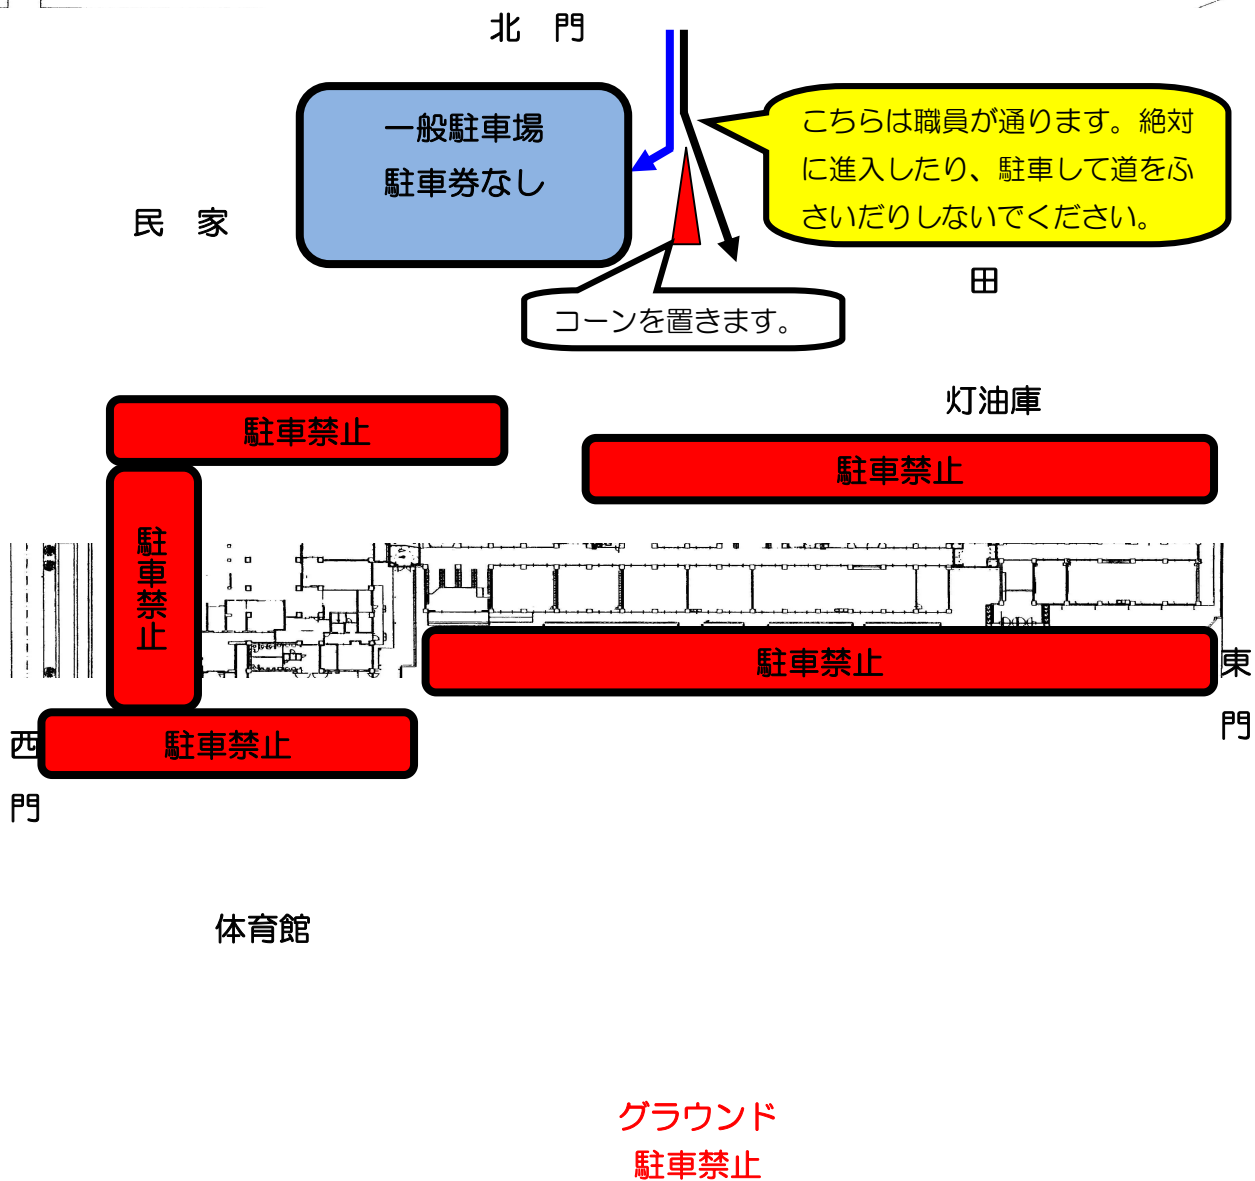 北　門
一般駐車場
駐車券なし
こちらは職員が通ります。絶対
に進入したり、駐車して道をふ
さいだりしないでください。
民　家
田
コーンを置きます。
灯油庫
駐車禁止
駐車禁止
駐車禁止
駐車禁止
東門
駐車禁止
西門
体育館
グラウンド
駐車禁止